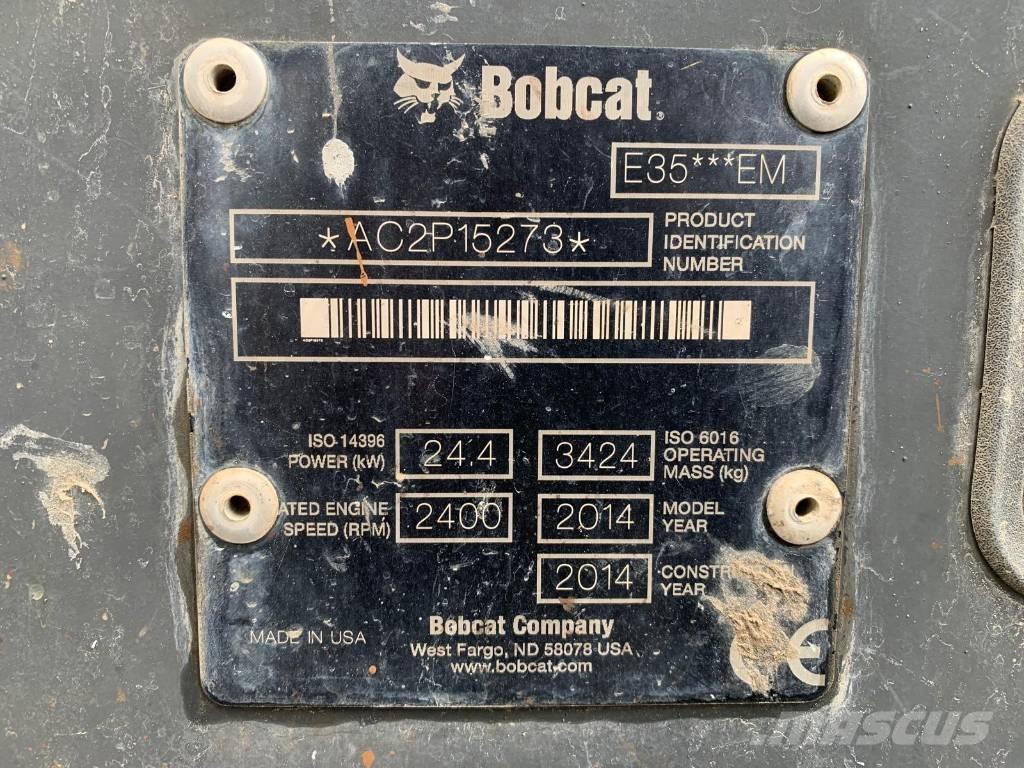 Bobcat®
E35***EM
*AC2P15273*
PRODUCT
IDENTIFICATION
NUMBER
ISO 14396
POWER (kW)
24.4
3424
ISO 6016
OPERATING
MASS (kg)
ATED ENGINE
SPEED (RPM)
2400
2014
MODEL
YEAR
2014
YEAR
MADE IN USA
Bobcat Company
West Fargo, ND 58078 USA
www.bobcat.com
CE
MASCUS